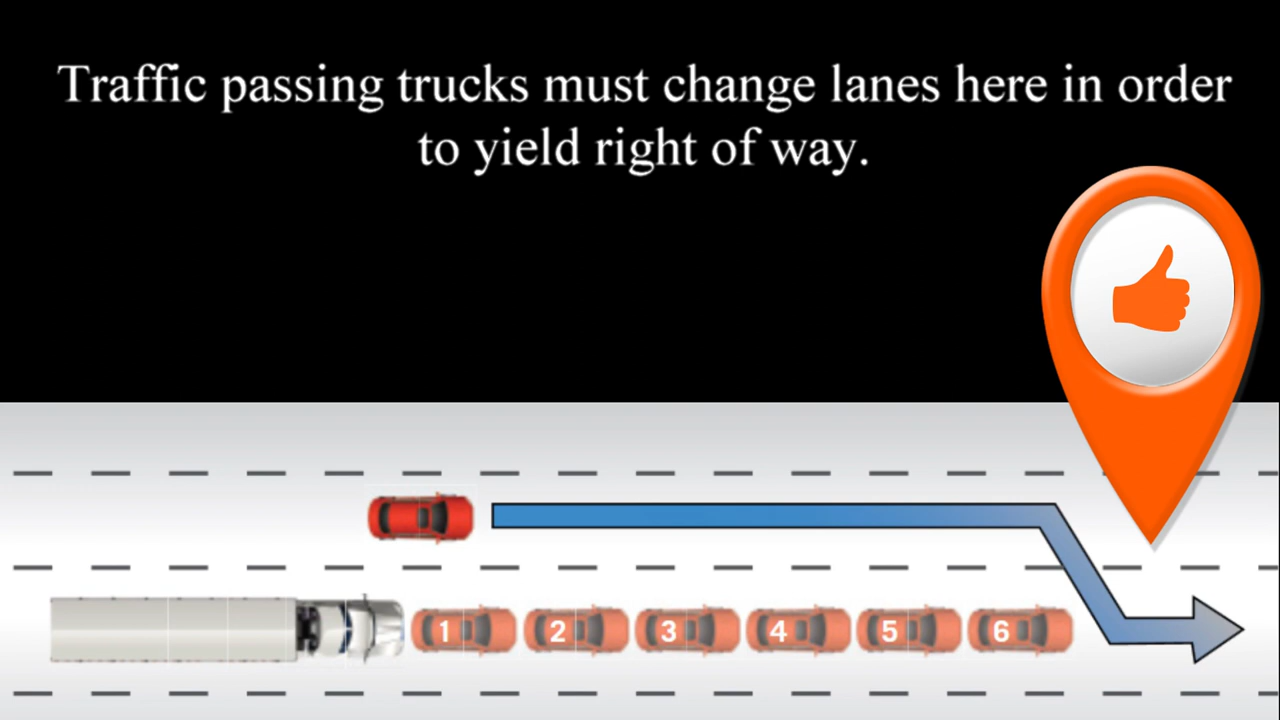 Traffic passing trucks must change lanes here in order
to yield right of way.
1 2 3 4 5 6